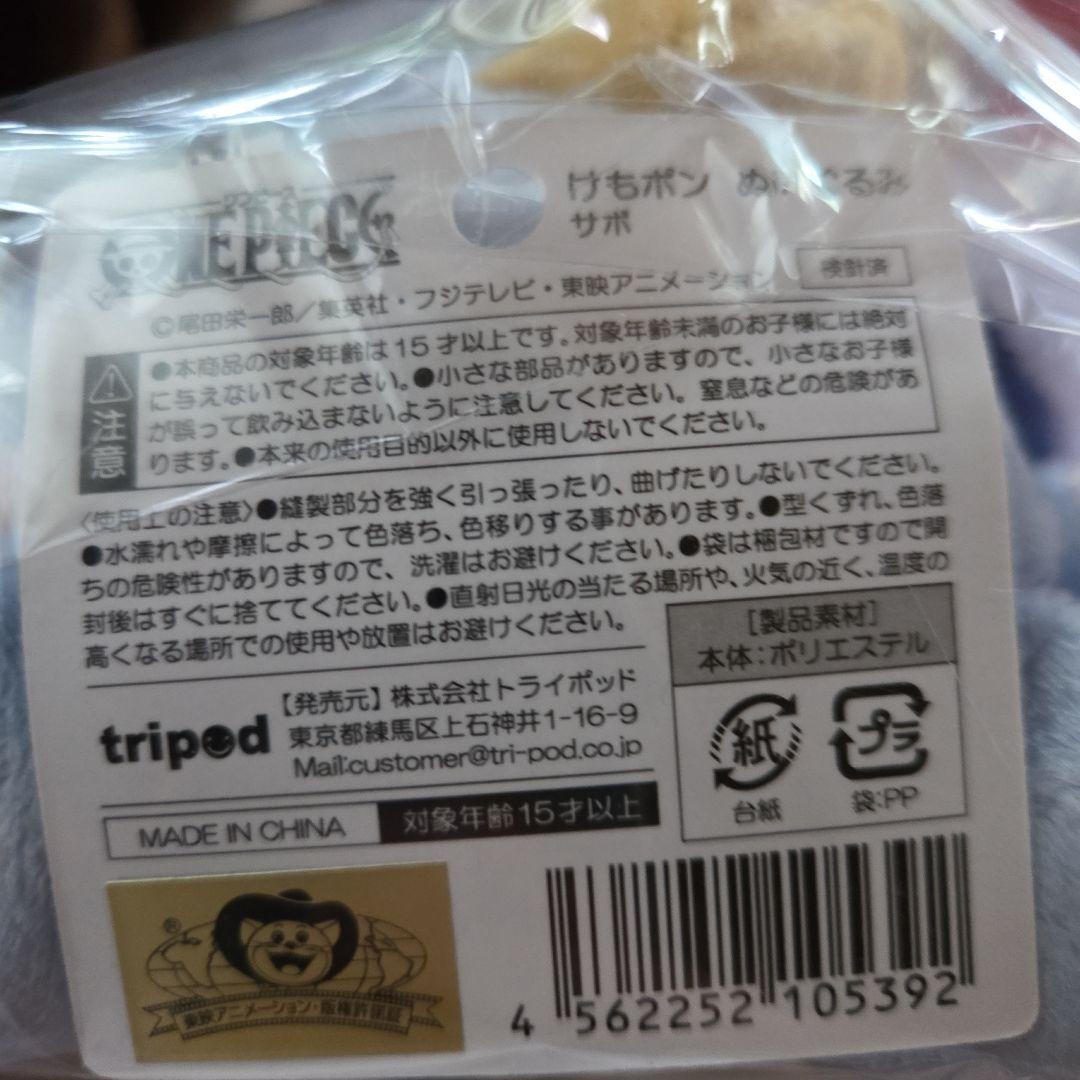 ONE PIECE
けもポン ぬいぐるみ
サボ
検針済
©尾田栄一郎／集英社・フジテレビ・東映アニメーション
注意
●本商品の対象年齢は15才以上です。対象年齢未満のお子様には絶対
に与えないでください。●小さな部品がありますので、小さなお子様
が誤って飲み込まないように注意してください。窒息などの危険があ
ります。●本来の使用目的以外に使用しないでください。
〈使用上の注意〉●縫製部分を強く引っ張ったり、曲げたりしないでください。
●水濡れや摩擦によって色落ち、色移りする事があります。●型くずれ、色落
ちの危険性がありますので、洗濯はお避けください。●袋は梱包材ですので開
封後はすぐに捨ててください。●直射日光の当たる場所や、火気の近く、温度の
高くなる場所での使用や放置はお避けください。
[製品素材]
本体:ポリエステル
紙
プラ
台紙
袋:PP
tripod
【発売元】株式会社トライポッド
東京都練馬区上石神井1-16-9
Mail:customer@tri-pod.co.jp
MADE IN CHINA
対象年齢15才以上
®
東映アニメーション・版権許諾証
4 562252 105392